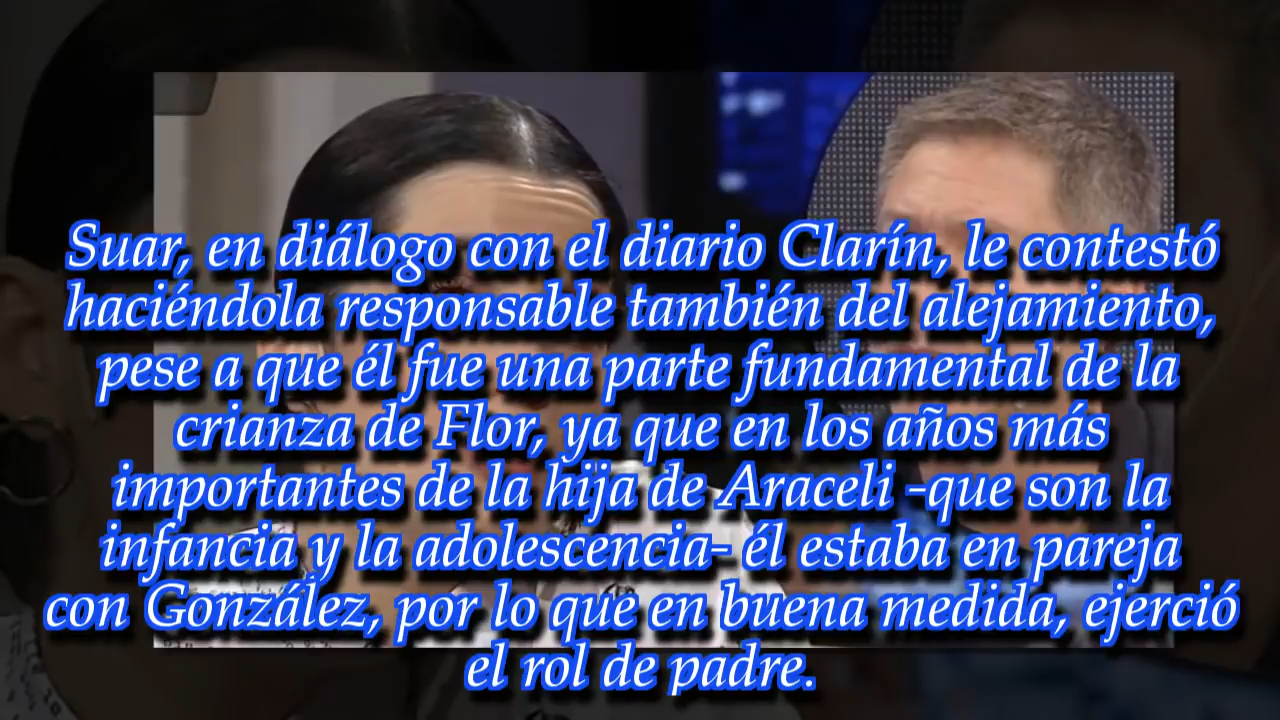 Suar, en diálogo con el diario Clarín, le contestó
haciéndola responsable también del alejamiento,
pese a que él fue una parte fundamental de la
crianza de Flor, ya que en los años más
importantes de la hija de Araceli -que son la
infancia y la adolescencia- él estaba en pareja
con González, por lo que en buena medida, ejerció
el rol de padre.